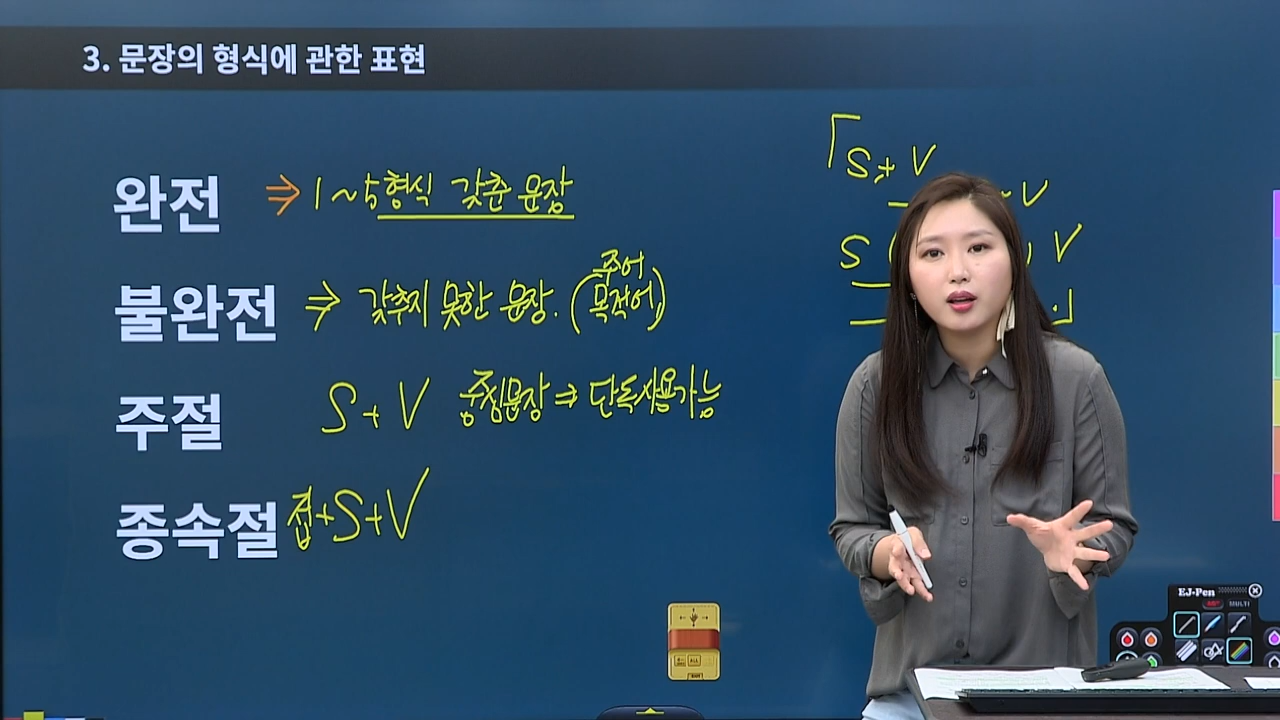 3. 문장의 형식에 관한 표현
완전 ⇒ 1~5형식 갖춘 문장
불완전 ⇒ 갖추지 못한 문장. (주어 목적어)
주절 S+V 중심문장 ⇒ 단독사용가능
종속절 접+S+V
「S+V
~V
S ( ), V
.」
EJ-Pen
MULTI